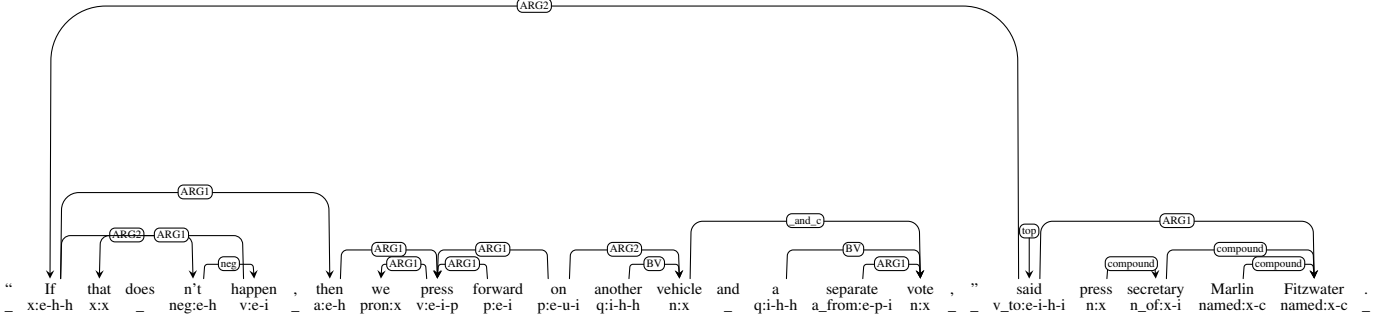 ARG2
ARG1
_and_c ARG1
ARG2 ARG1 top
ARG1 ARG1 ARG2 BV compound
neg ARG1 ARG1 BV ARG1 compound compound
“ If that does n’t happen , then we press forward on another vehicle and a separate vote , ” said press secretary Marlin Fitzwater .
_ x:e-h-h x:x _ neg:e-h v:e-i _ a:e-h pron:x v:e-i-p p:e-i p:e-u-i q:i-h-h n:x _ q:i-h-h a_from:e-p-i n:x _ _ v_to:e-i-h-i n:x n_of:x-i named:x-c named:x-c _